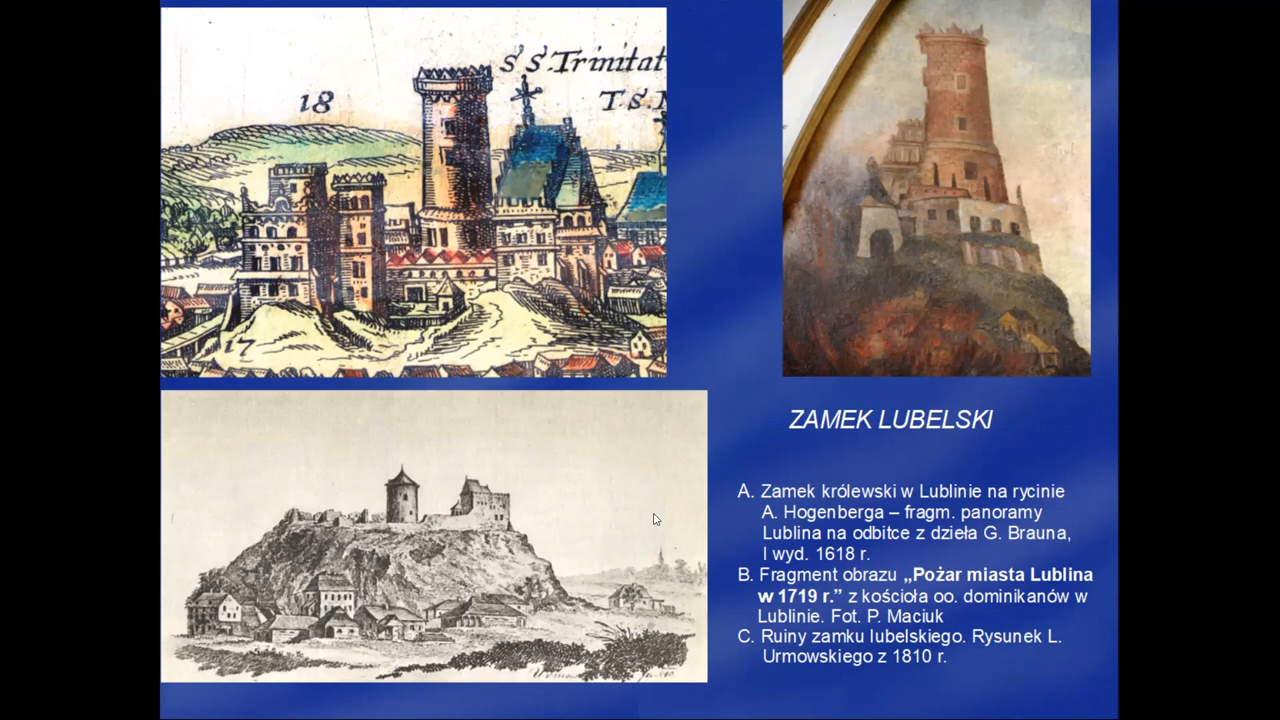 18
S S. Trinitat
T S.
17
ZAMEK LUBELSKI
A. Zamek królewski w Lublinie na rycinie
A. Hogenberga – fragm. panoramy
Lublina na odbitce z dzieła G. Brauna,
I wyd. 1618 r.
B. Fragment obrazu „Pożar miasta Lublina
w 1719 r.” z kościoła oo. dominikanów w
Lublinie. Fot. P. Maciuk
C. Ruiny zamku lubelskiego. Rysunek L.
Urmowskiego z 1810 r.